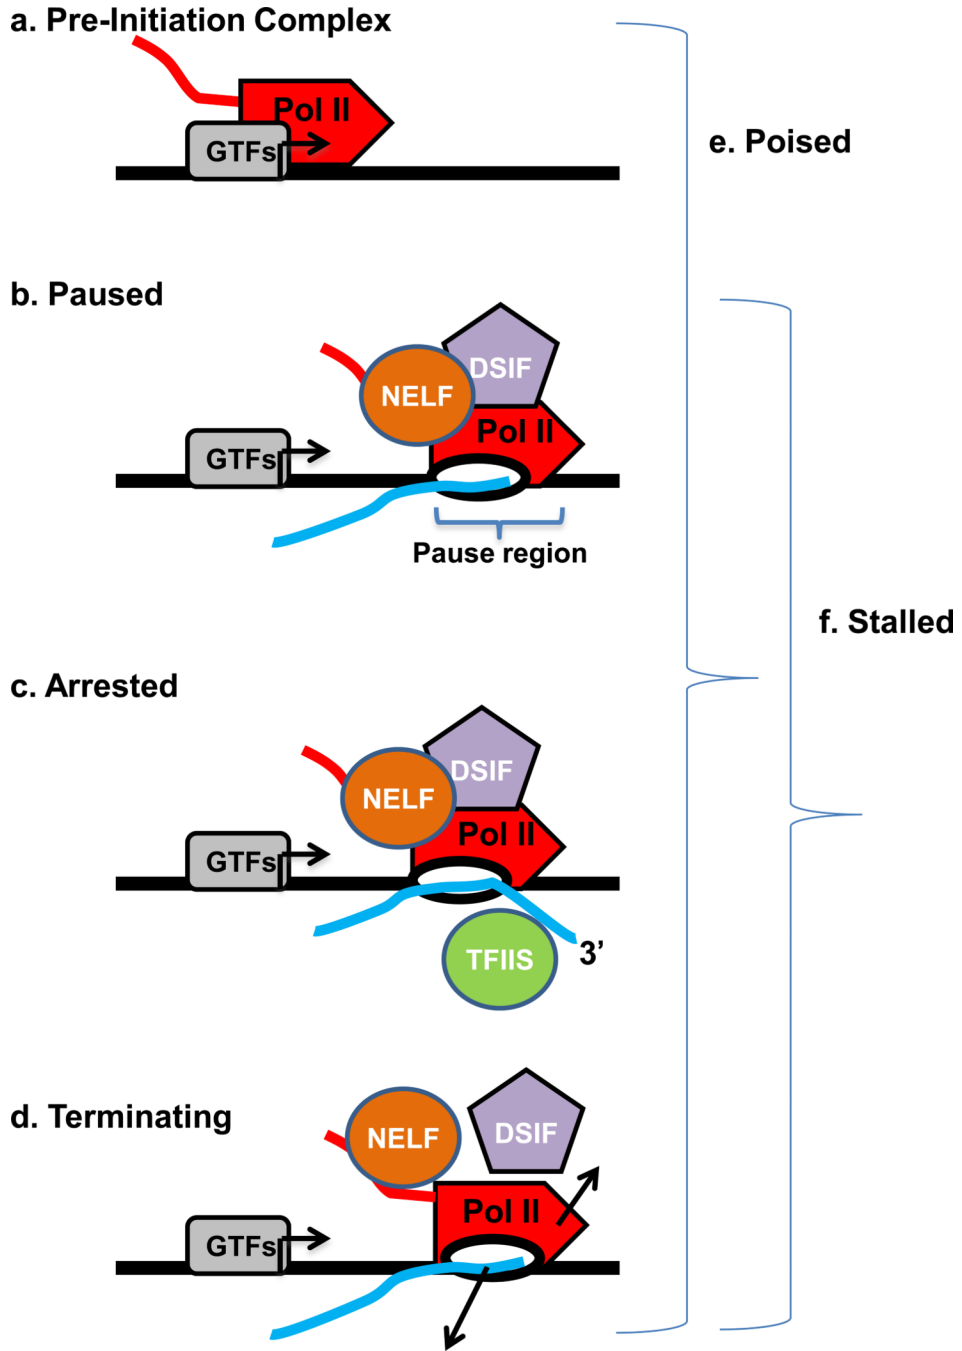 a. Pre-Initiation Complex
Pol II
GTFs
e. Poised
b. Paused
DSIF
NELF
Pol II
GTFs
Pause region
f. Stalled
c. Arrested
DSIF
NELF
Pol II
GTFs
TFIIS
3’
d. Terminating
NELF
DSIF
Pol II
GTFs